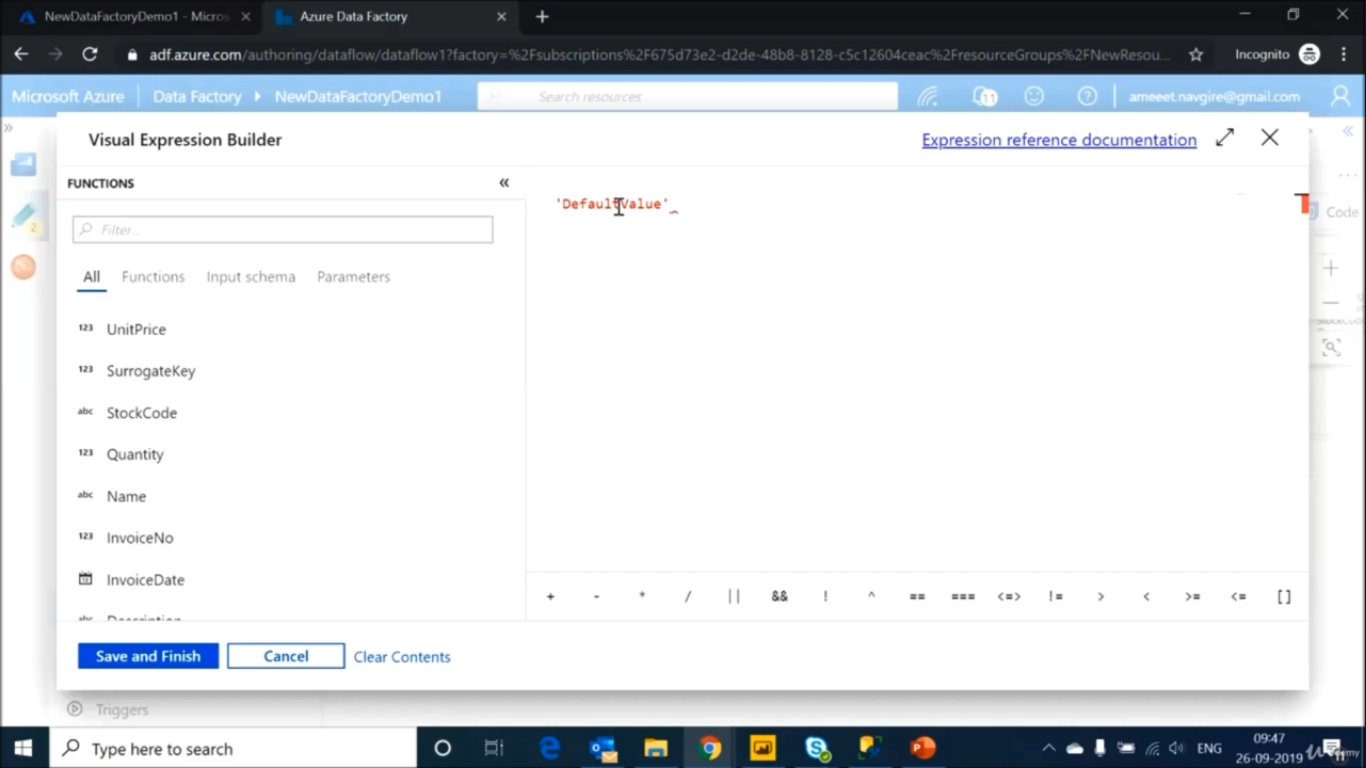 NewDataFactoryDemo1 - Micros
Azure Data Factory
adf.azure.com/authoring/dataflow/dataflow1?factory=%2Fsubscriptions%2F675d73e2-d2de-48b8-8128-c5c12604ceac%2FresourceGroups%2FNewResou...
Incognito
Microsoft Azure
Data Factory
NewDataFactoryDemo1
Search resources
11
ameeet.navgire@gmail.com
Visual Expression Builder
Expression reference documentation
FUNCTIONS
'DefaultValue'
Code
2
Filter...
All Functions Input schema Parameters
123 UnitPrice
123 SurrogateKey
abc StockCode
123 Quantity
abc Name
123 InvoiceNo
InvoiceDate
abc Description
+ - * / || && ! ^ == === <=> != > < >= <= []
Save and Finish
Cancel
Clear Contents
Triggers
Type here to search
ENG
09:47
26-09-2019